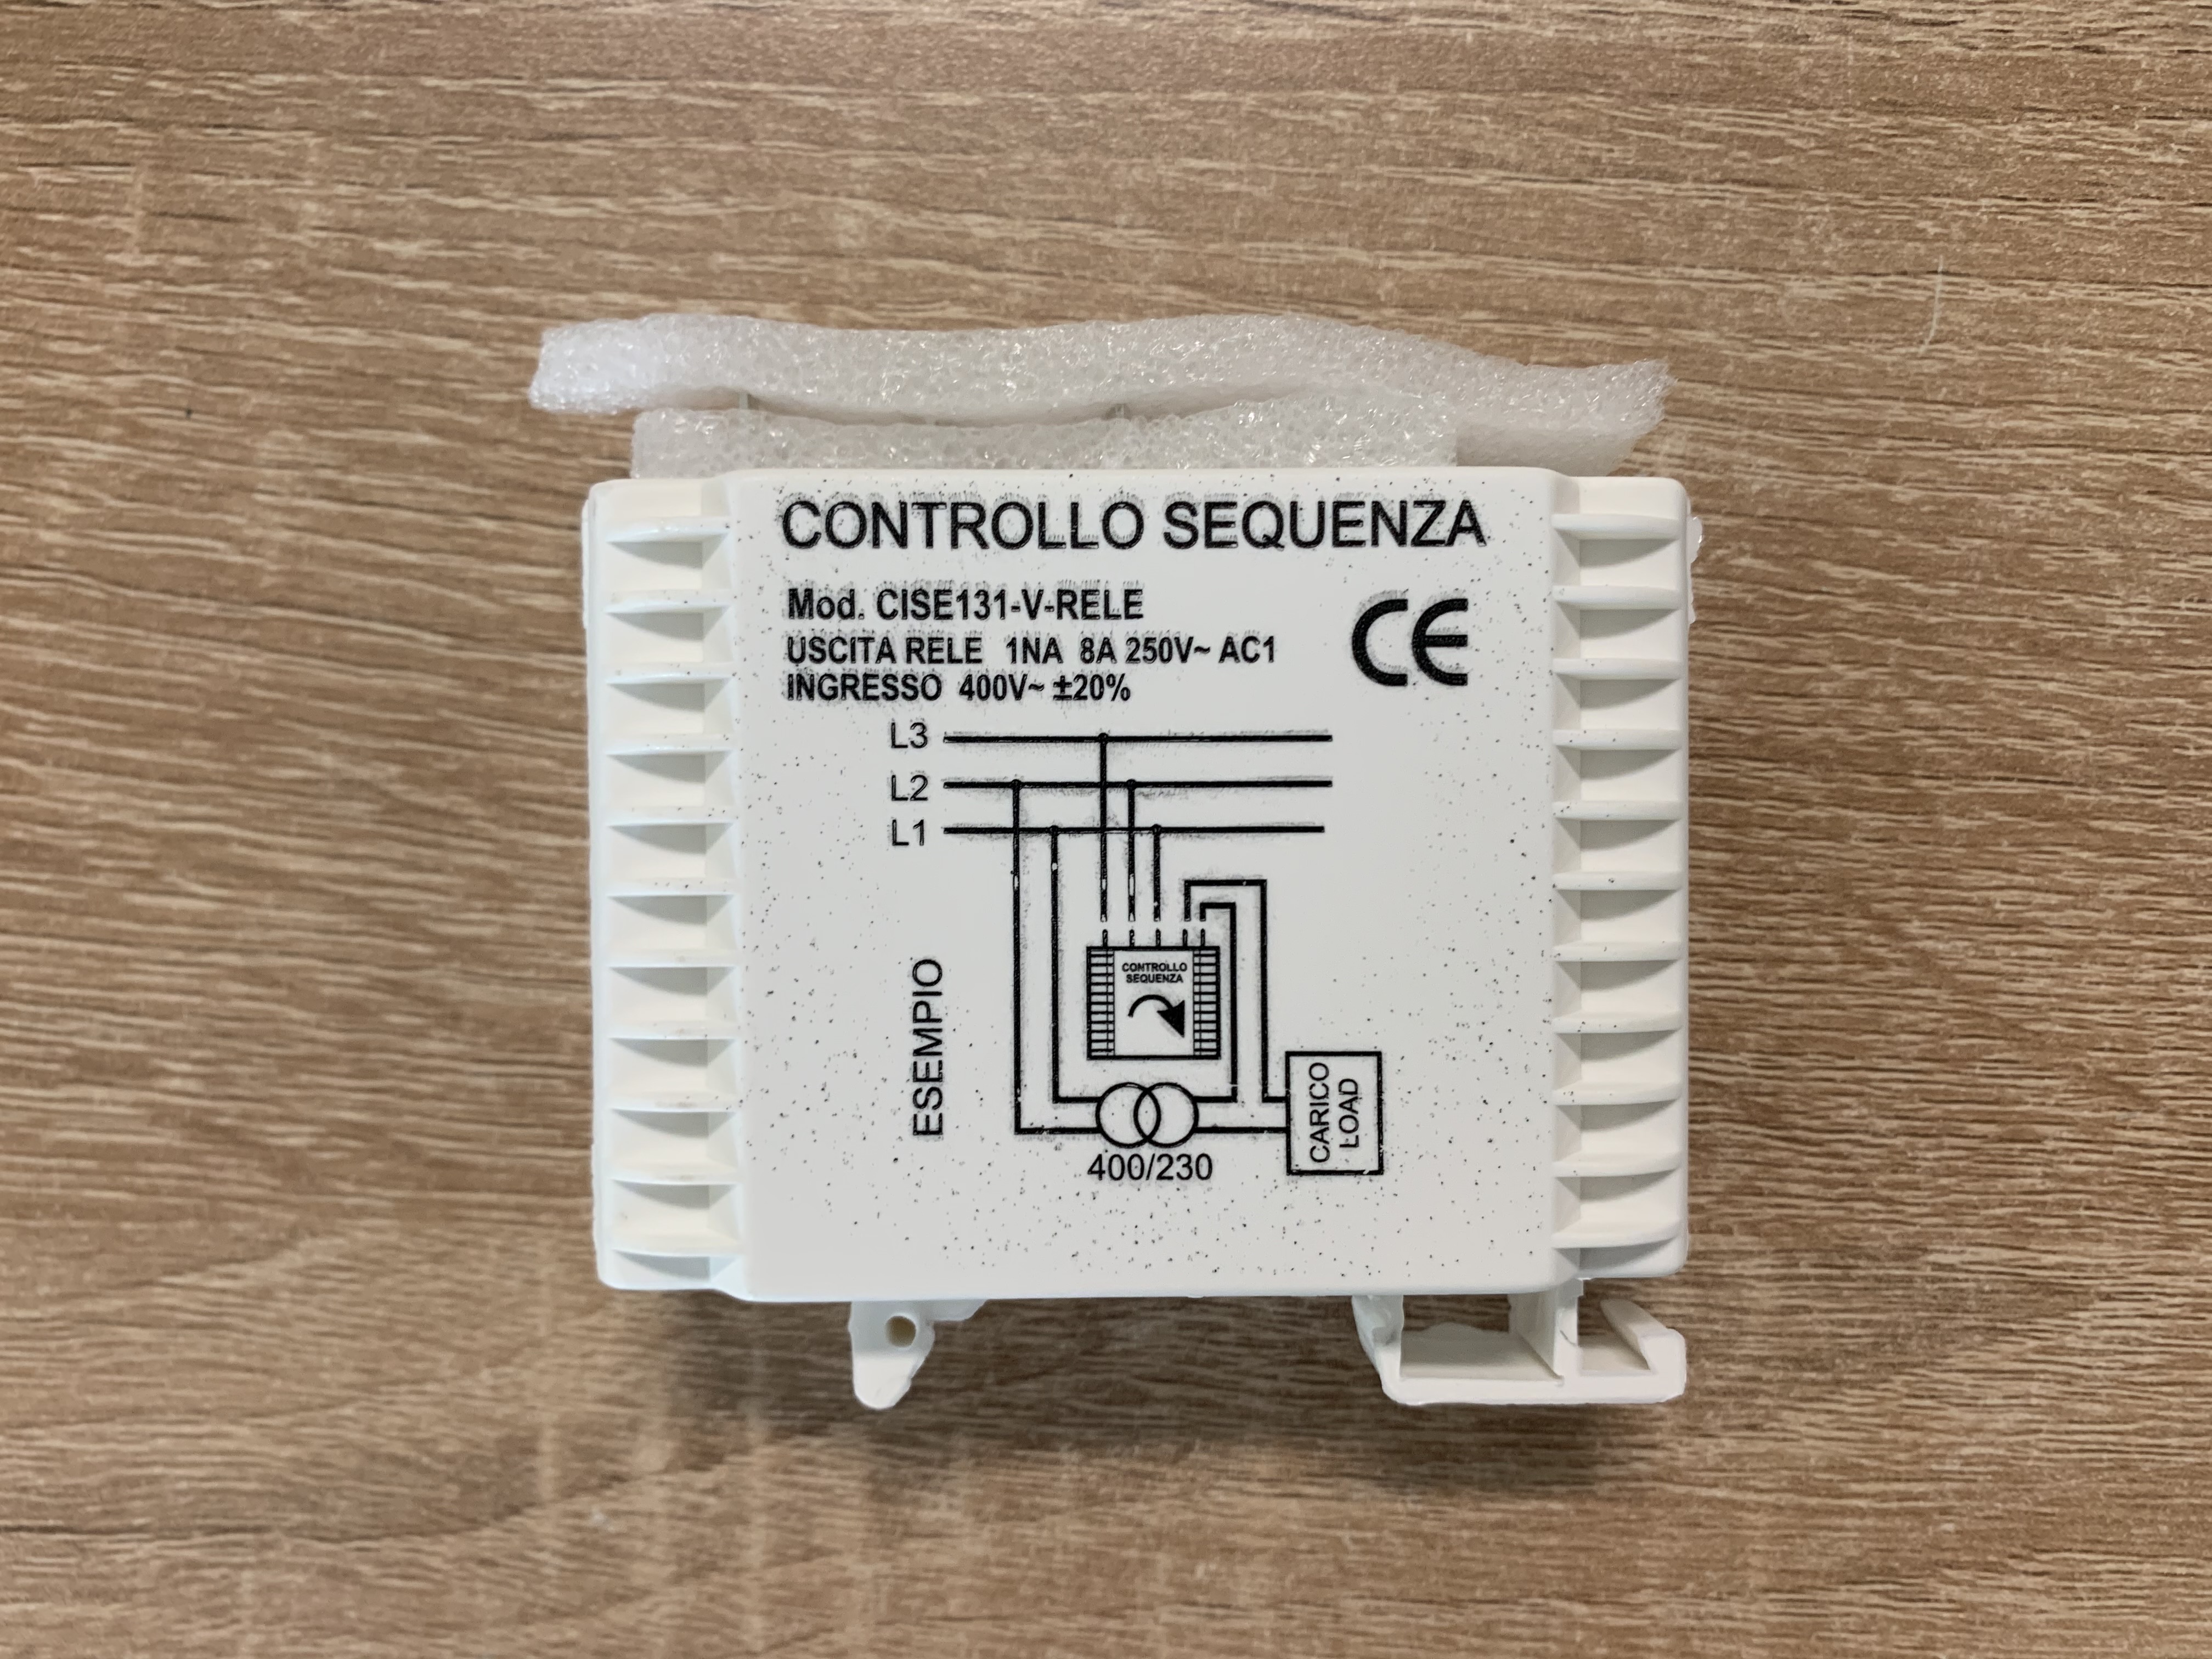 CONTROLLO SEQUENZA
Mod. CISE131-V-RELE
USCITA RELE 1NA 8A 250V~ AC1
INGRESSO 400V~ ±20%
CE
L3
L2
L1
ESEMPIO
CONTROLLO
SEQUENZA
CARICO
LOAD
400/230